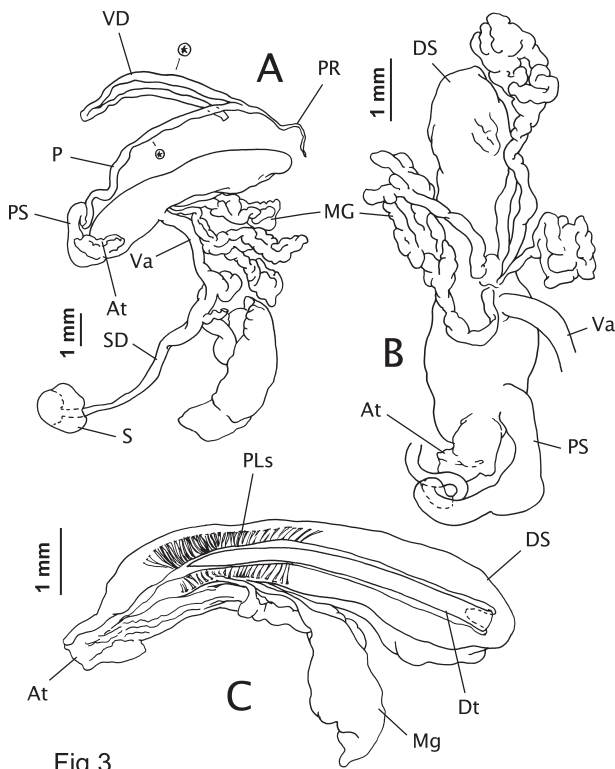 VD
A
PR
P
PS
At
Va
MG
1 mm
SD
S
DS
1 mm
MG
Va
B
At
PS
PLs
1 mm
DS
At
C
Mg
Dt
Fig.3